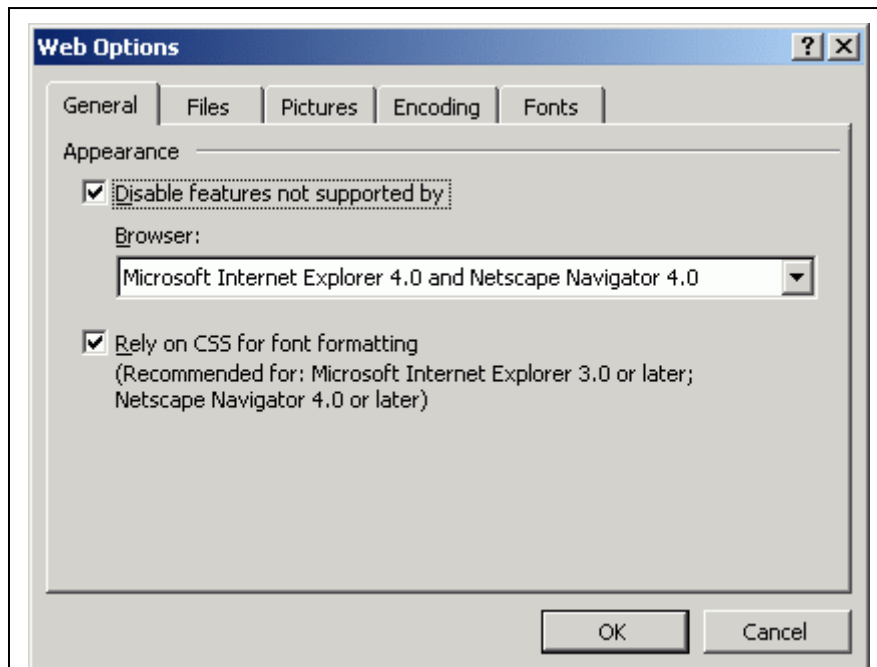 Web Options
General Files Pictures Encoding Fonts
Appearance
Disable features not supported by
Browser:
Microsoft Internet Explorer 4.0 and Netscape Navigator 4.0
Rely on CSS for font formatting
(Recommended for: Microsoft Internet Explorer 3.0 or later;
Netscape Navigator 4.0 or later)
OK Cancel